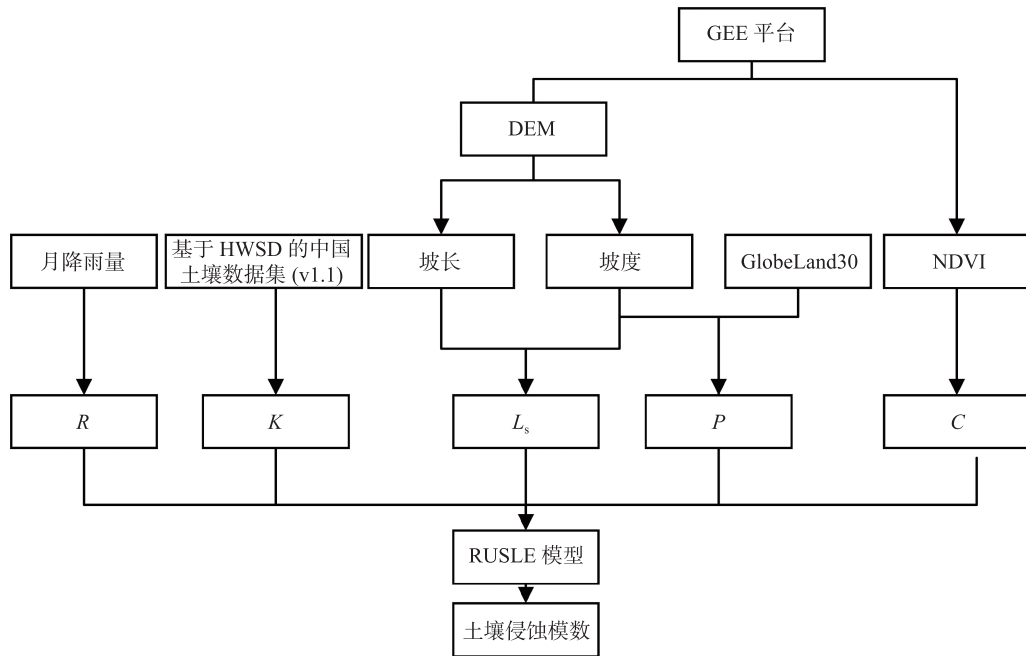 GEE 平台
DEM
月降雨量
基于 HWSD 的中国
土壤数据集 (v1.1)
坡长
坡度
GlobeLand30
NDVI
R
K
Ls
P
C
RUSLE 模型
土壤侵蚀模数